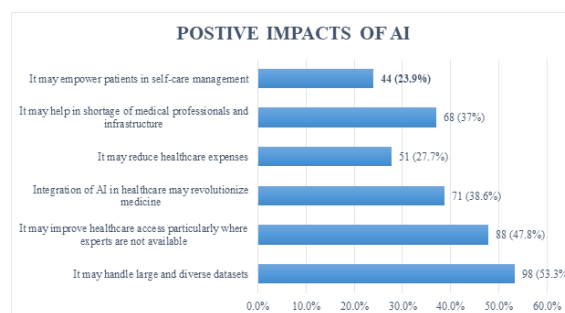 POSTIVE IMPACTS OF AI
It may empower patients in self-care management
44 (23.9%)
It may help in shortage of medical professionals and
infrastructure
68 (37%)
It may reduce healthcare expenses
51 (27.7%)
Integration of AI in healthcare may revolutionize
medicine
71 (38.6%)
It may improve healthcare access particularly where
experts are not available
88 (47.8%)
It may handle large and diverse datasets
98 (53.3%
0.0% 10.0% 20.0% 30.0% 40.0% 50.0% 60.0%